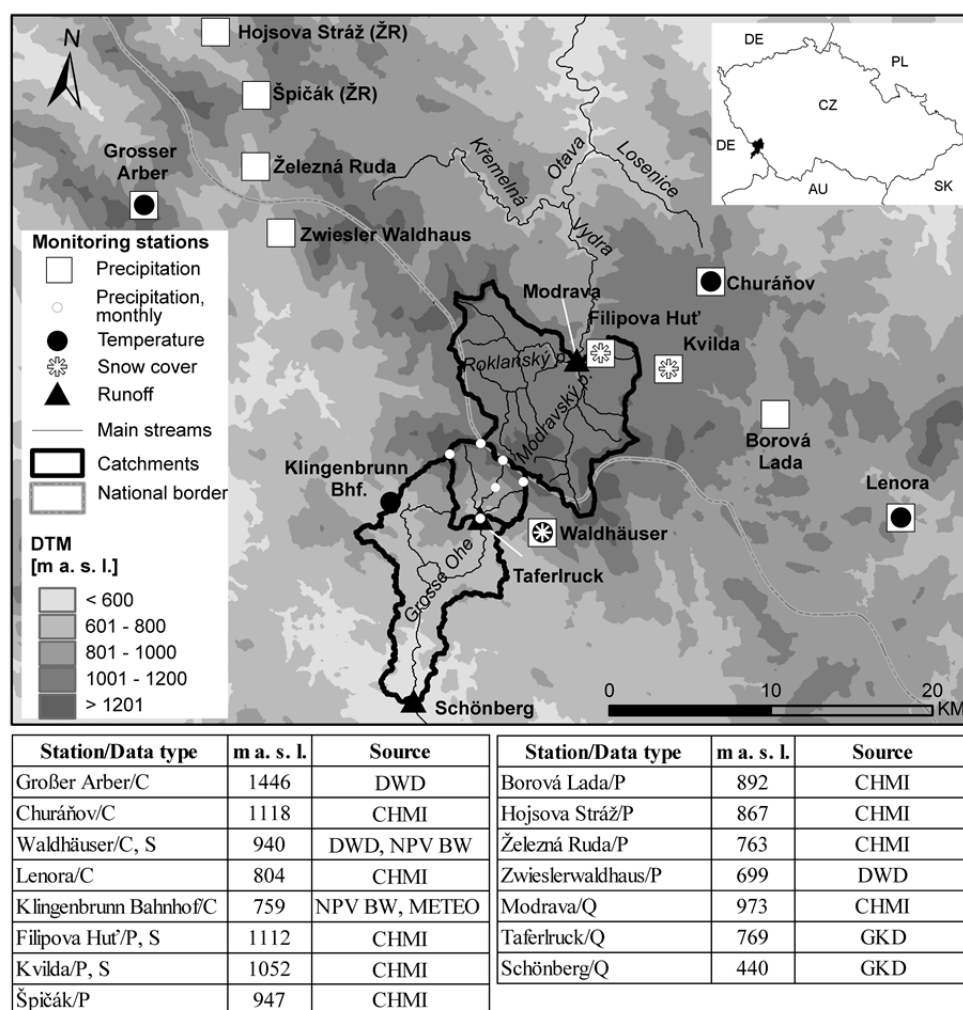 N
Hojsova Stráž (ŽR)
Špičák (ŽR)
Grosser
Arber
Železná Ruda
Zwiesler Waldhaus
Křemelná
Otava
Losenice
Vydra
DE
PL
CZ
DE
AU
SK
Monitoring stations
Precipitation
Precipitation,
monthly
Temperature
Snow cover
Runoff
Main streams
Catchments
National border
DTM
[m a. s. l.]
< 600
601 - 800
801 - 1000
1001 - 1200
> 1201
Churáňov
Modrava
Filipova Huť
Kvilda
Roklanský p.
Modravský p.
Borová
Lada
Klingenbrunn
Bhf.
Lenora
Waldhäuser
Taferlruck
Grosse Ohe
Schönberg
0 10 20
KM
Station/Data type m a. s. l. Source
Großer Arber/C 1446 DWD
Churáňov/C 1118 CHMI
Waldhäuser/C, S 940 DWD, NPV BW
Lenora/C 804 CHMI
Klingenbrunn Bahnhof/C 759 NPV BW, METEO
Filipova Huť/P, S 1112 CHMI
Kvilda/P, S 1052 CHMI
Špičák/P 947 CHMI
Station/Data type m a. s. l. Source
Borová Lada/P 892 CHMI
Hojsova Stráž/P 867 CHMI
Železná Ruda/P 763 CHMI
Zwieslerwaldhaus/P 699 DWD
Modrava/Q 973 CHMI
Taferlruck/Q 769 GKD
Schönberg/Q 440 GKD